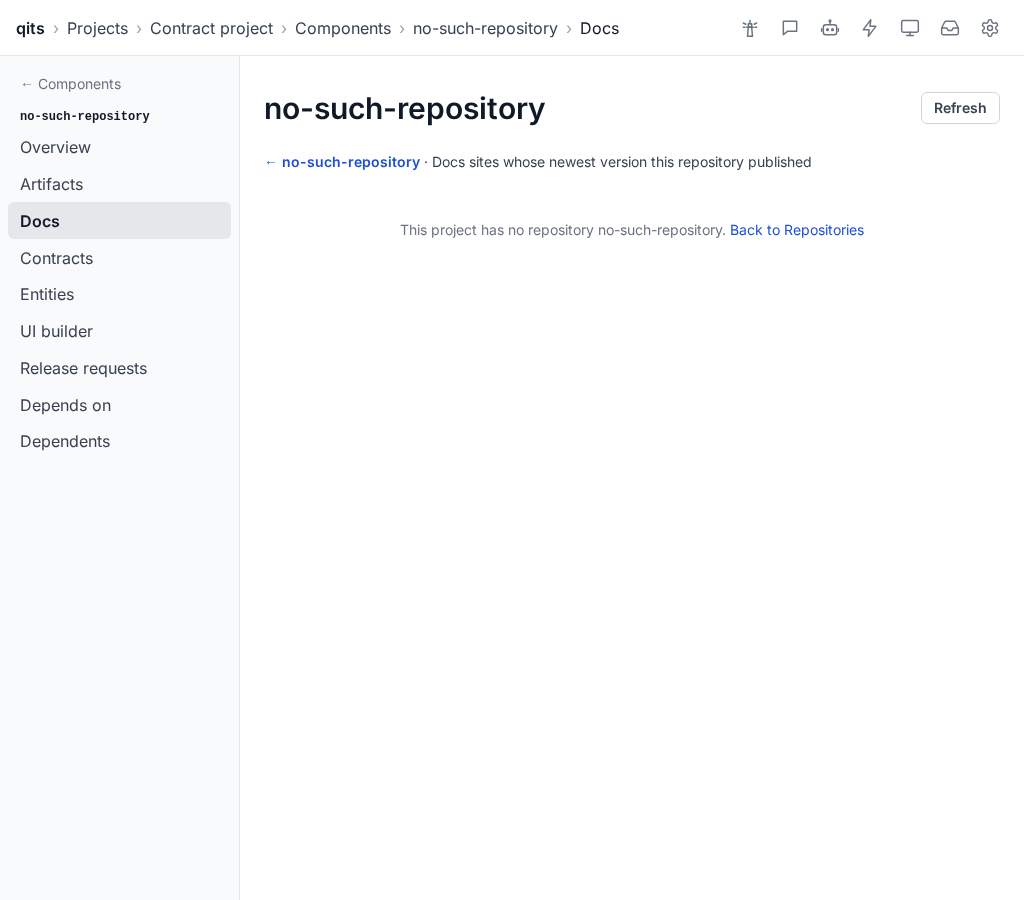 qits › Projects › Contract project › Components › no-such-repository › Docs
← Components
no-such-repository
Overview
Artifacts
Docs
Contracts
Entities
UI builder
Release requests
Depends on
Dependents
no-such-repository
Refresh
← no-such-repository · Docs sites whose newest version this repository published
This project has no repository no-such-repository. Back to Repositories